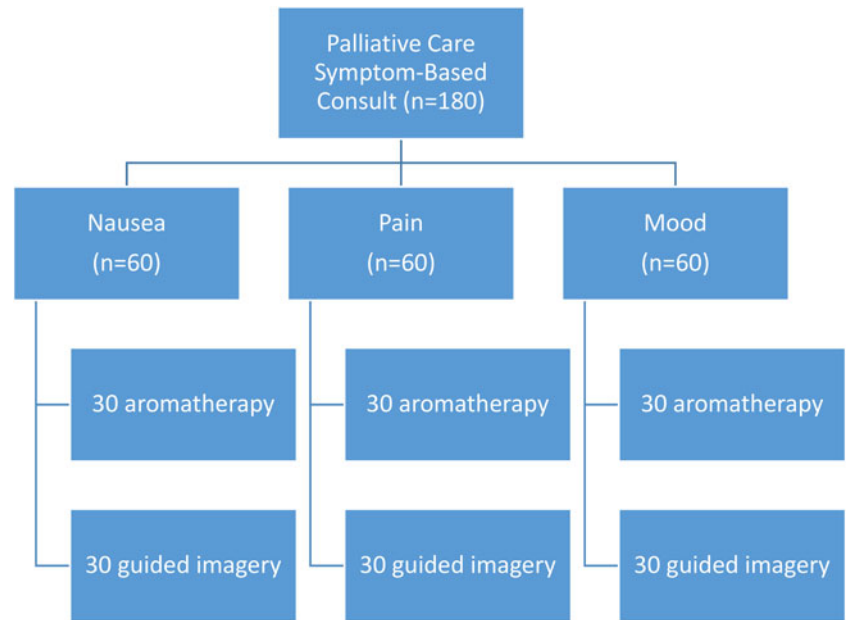 Palliative Care
Symptom-Based
Consult (n=180)
Nausea
(n=60)
Pain
(n=60)
Mood
(n=60)
30 aromatherapy
30 aromatherapy
30 aromatherapy
30 guided imagery
30 guided imagery
30 guided imagery